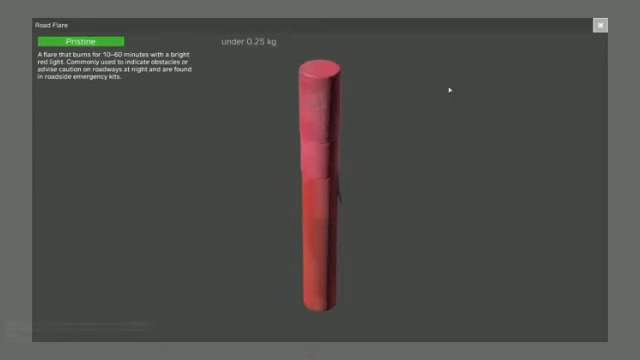 Road Flare
Pristine
under 0.25 kg
A flare that burns for 10-60 minutes with a bright
red light. Commonly used to indicate obstacles or
advise caution on roadways at night and are found
in roadside emergency kits.